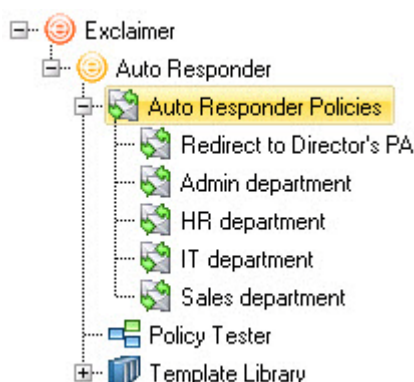 Exclaimer
Auto Responder
Auto Responder Policies
Redirect to Director's PA
Admin department
HR department
IT department
Sales department
Policy Tester
Template Library